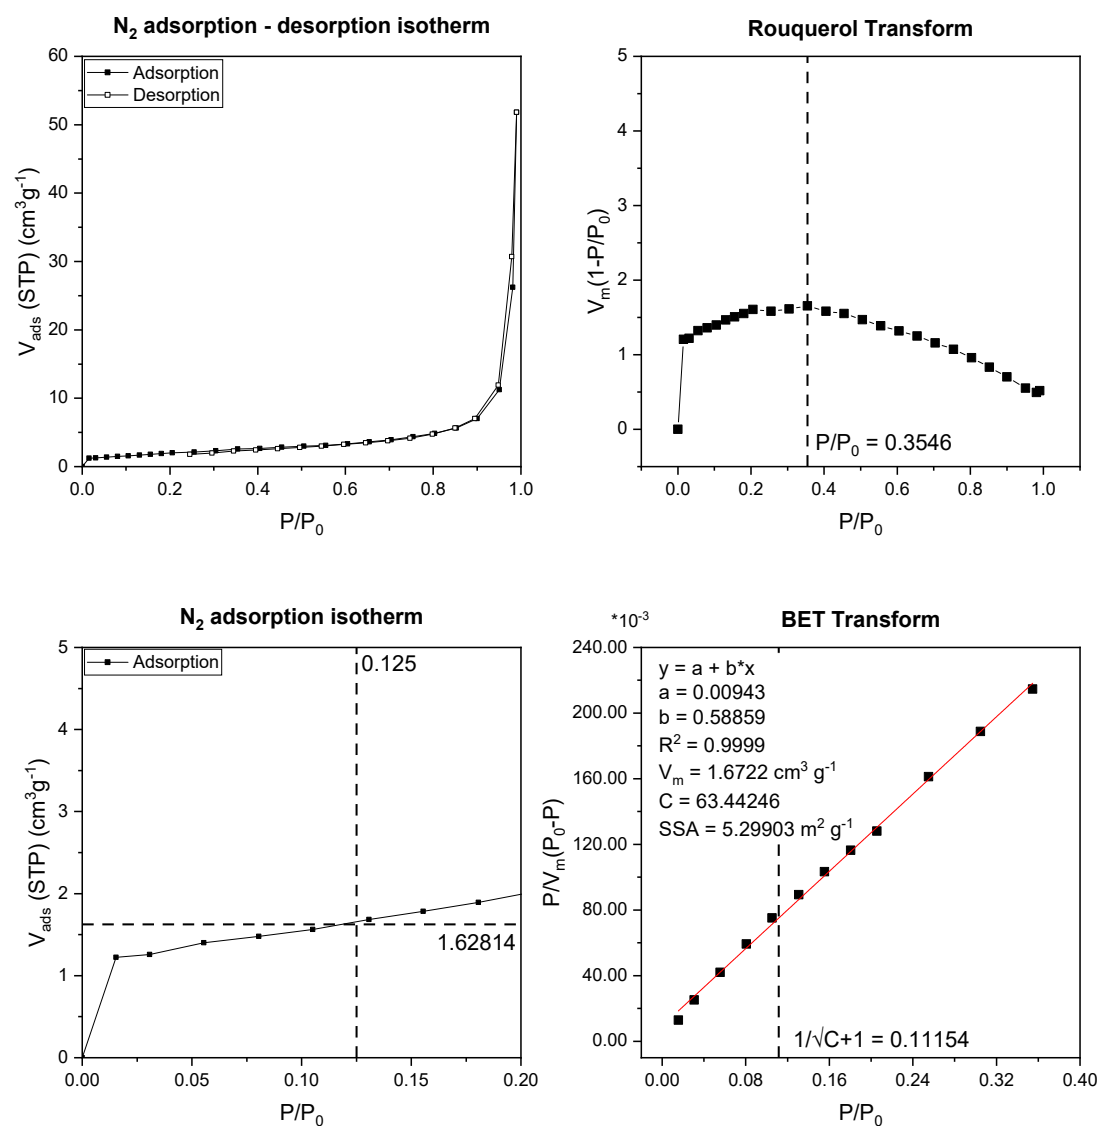 N₂ adsorption - desorption isotherm
60
50
40
30
20
10
0
Adsorption
Desorption
V_ads (STP) (cm³g⁻¹)
0.0 0.2 0.4 0.6 0.8 1.0
P/P₀
Rouquerol Transform
5
4
3
2
1
0
V_m(1-P/P₀)
P/P₀ = 0.3546
0.0 0.2 0.4 0.6 0.8 1.0
P/P₀
N₂ adsorption isotherm
5
4
3
2
1
0
Adsorption
0.125
V_ads (STP) (cm³g⁻¹)
1.62814
0.00 0.05 0.10 0.15 0.20
P/P₀
*10⁻³
BET Transform
240.00
200.00
160.00
120.00
80.00
40.00
0.00
y = a + b*x
a = 0.00943
b = 0.58859
R² = 0.9999
V_m = 1.6722 cm³ g⁻¹
C = 63.44246
SSA = 5.29903 m² g⁻¹
P/V_m(P₀-P)
1/√C+1 = 0.11154
0.00 0.08 0.16 0.24 0.32 0.40
P/P₀